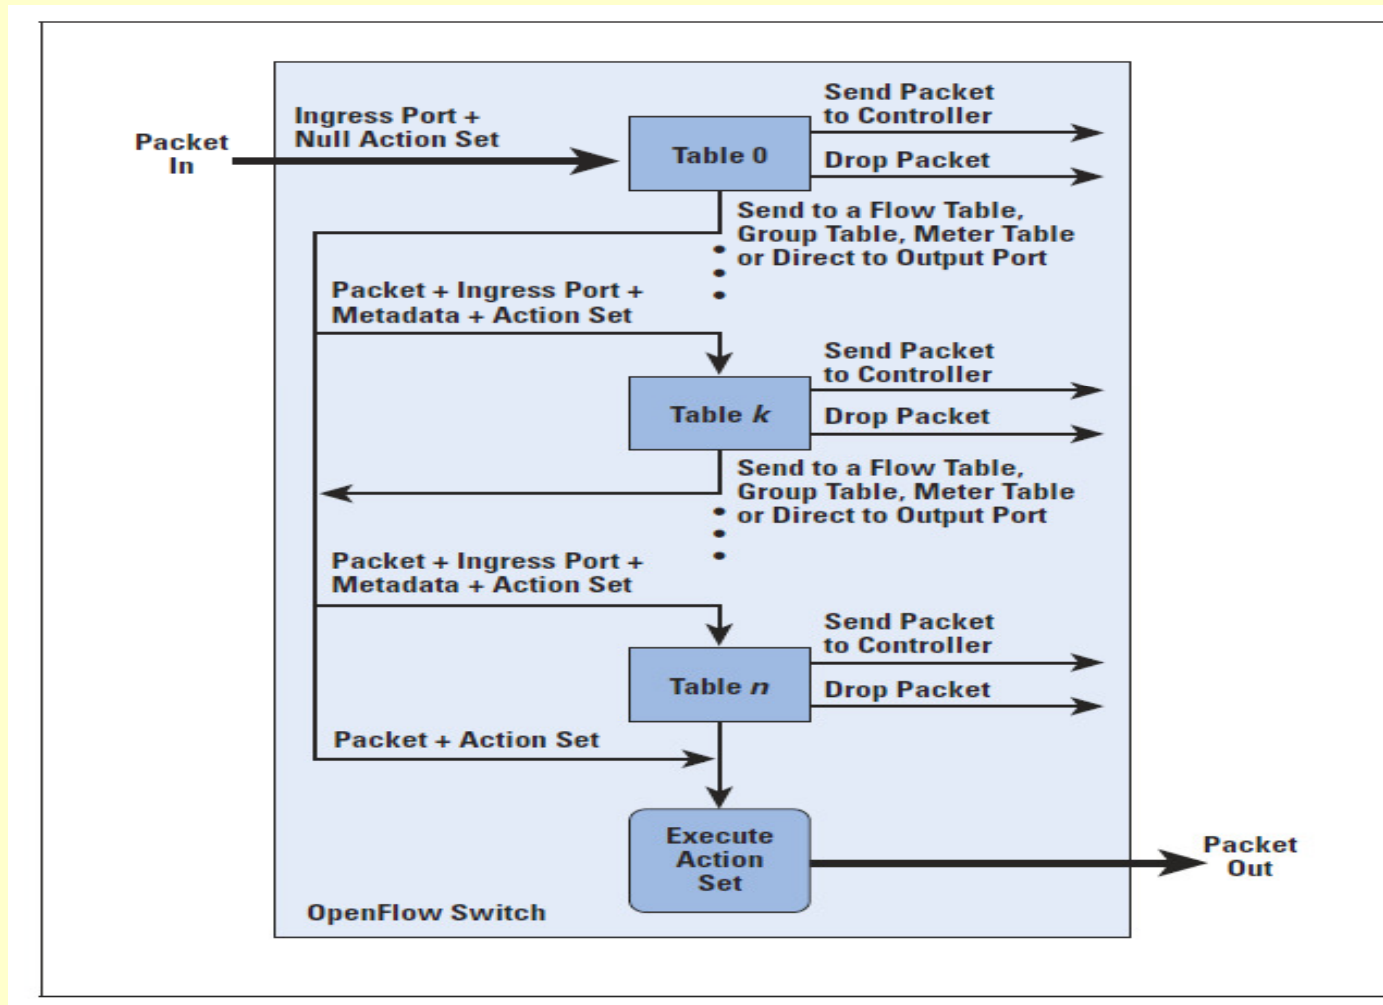 Packet
In
Ingress Port +
Null Action Set
Table 0
Send Packet
to Controller
Drop Packet
Send to a Flow Table,
Group Table, Meter Table
or Direct to Output Port
Packet + Ingress Port +
Metadata + Action Set
Table k
Send Packet
to Controller
Drop Packet
Send to a Flow Table,
Group Table, Meter Table
or Direct to Output Port
Packet + Ingress Port +
Metadata + Action Set
Table n
Send Packet
to Controller
Drop Packet
Packet + Action Set
Execute
Action
Set
Packet
Out
OpenFlow Switch